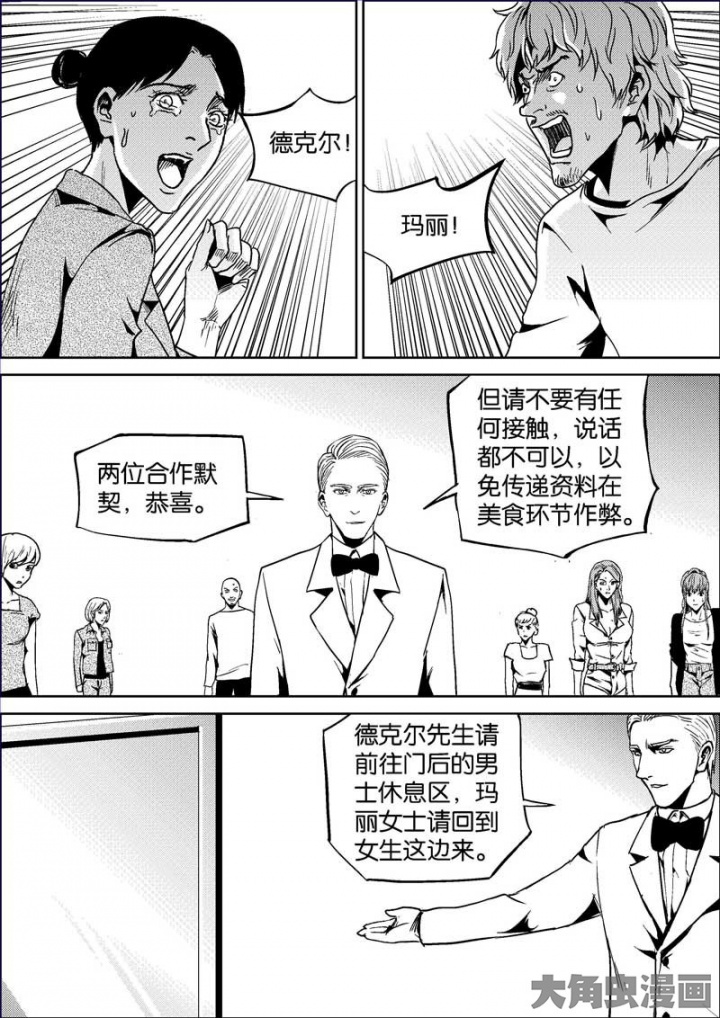 德克尔！
玛丽！
两位合作默
契，恭喜。
但请不要有任
何接触，说话
都不可以，以
免传递资料在
美食环节作弊。
德克尔先生请
前往门后的男
士休息区，玛
丽女士请回到
女生这边来。
大角虫漫画